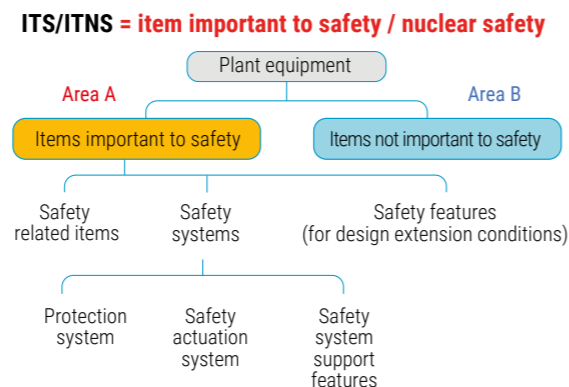 ITS/ITNS = item important to safety / nuclear safety
Plant equipment
Area A
Area B
Items important to safety
Items not important to safety
Safety
related items
Safety
systems
Safety features
(for design extension conditions)
Protection
system
Safety
actuation
system
Safety
system
support
features